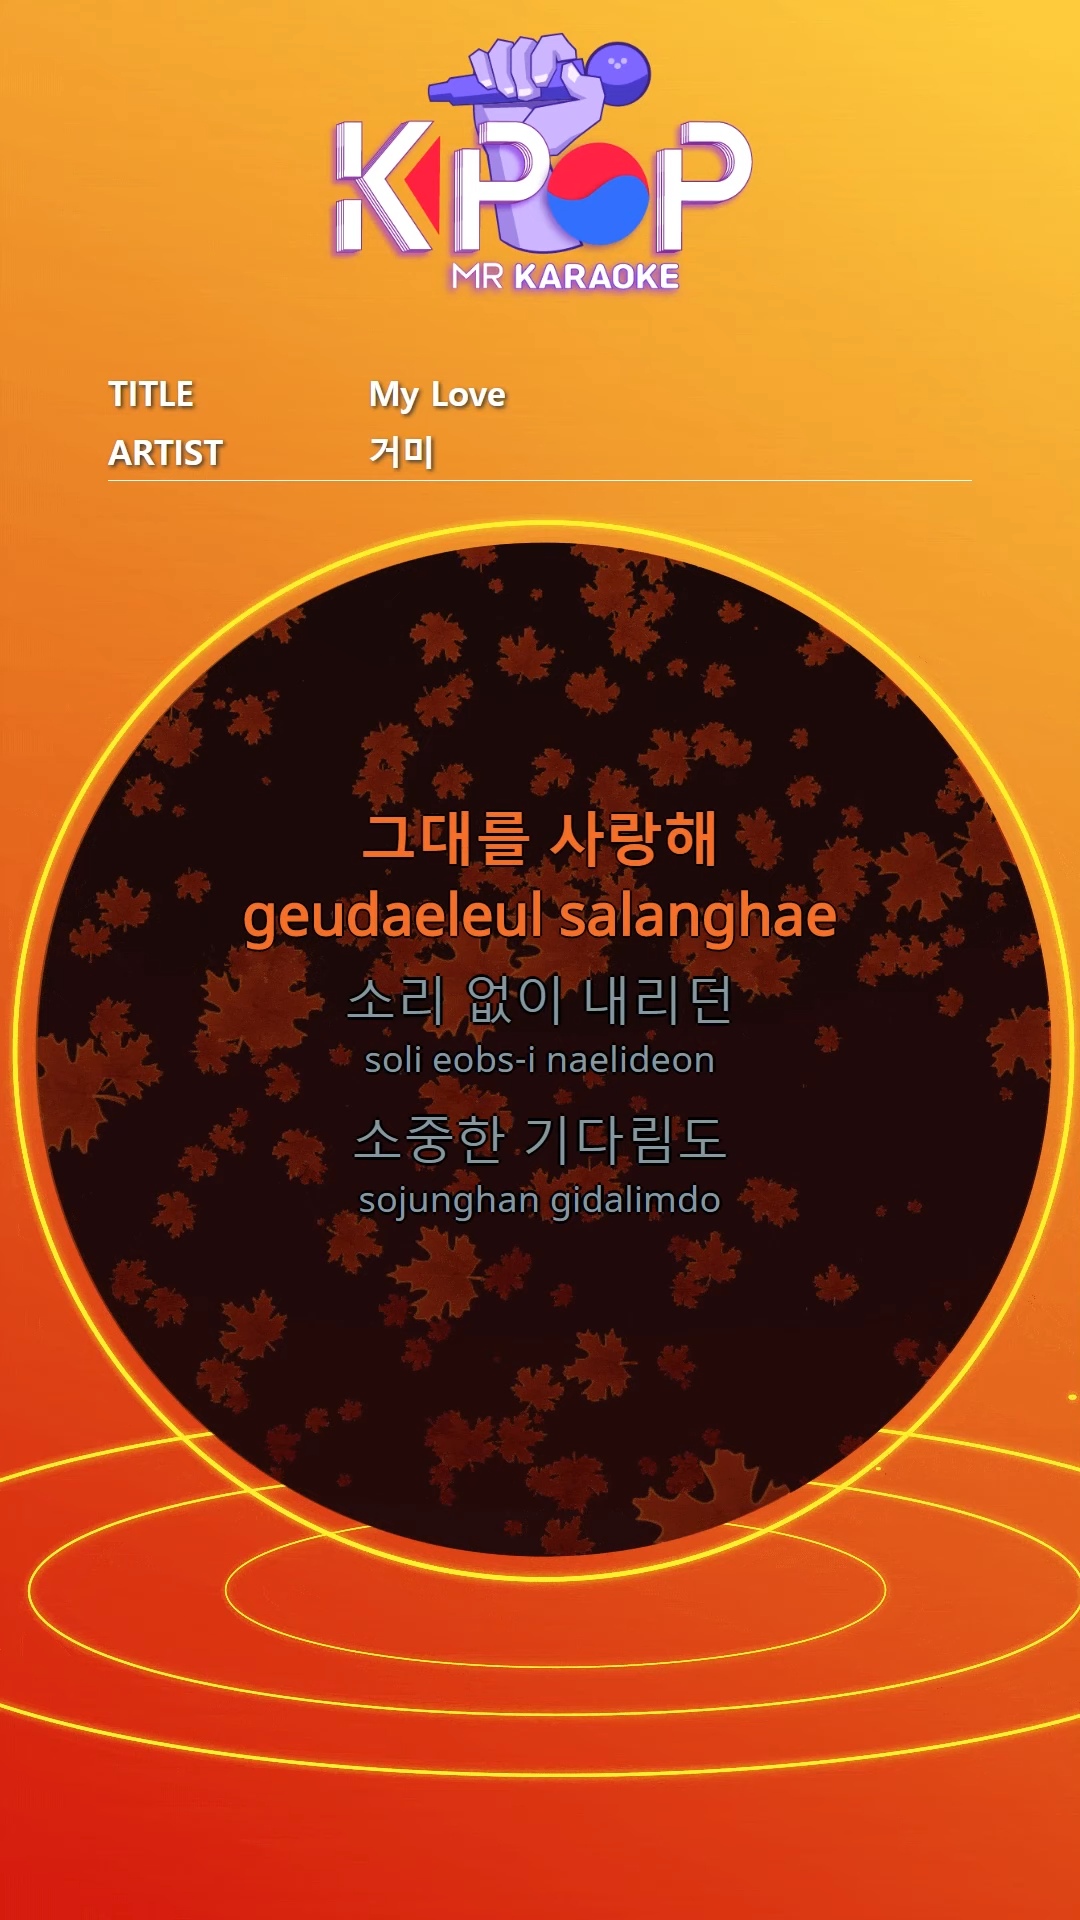 KPOP
MR KARAOKE
TITLE My Love
ARTIST 거미
그대를 사랑해
geudaeleul salanghae
소리 없이 내리던
soli eobs-i naelideon
소중한 기다림도
sojunghan gidalimdo